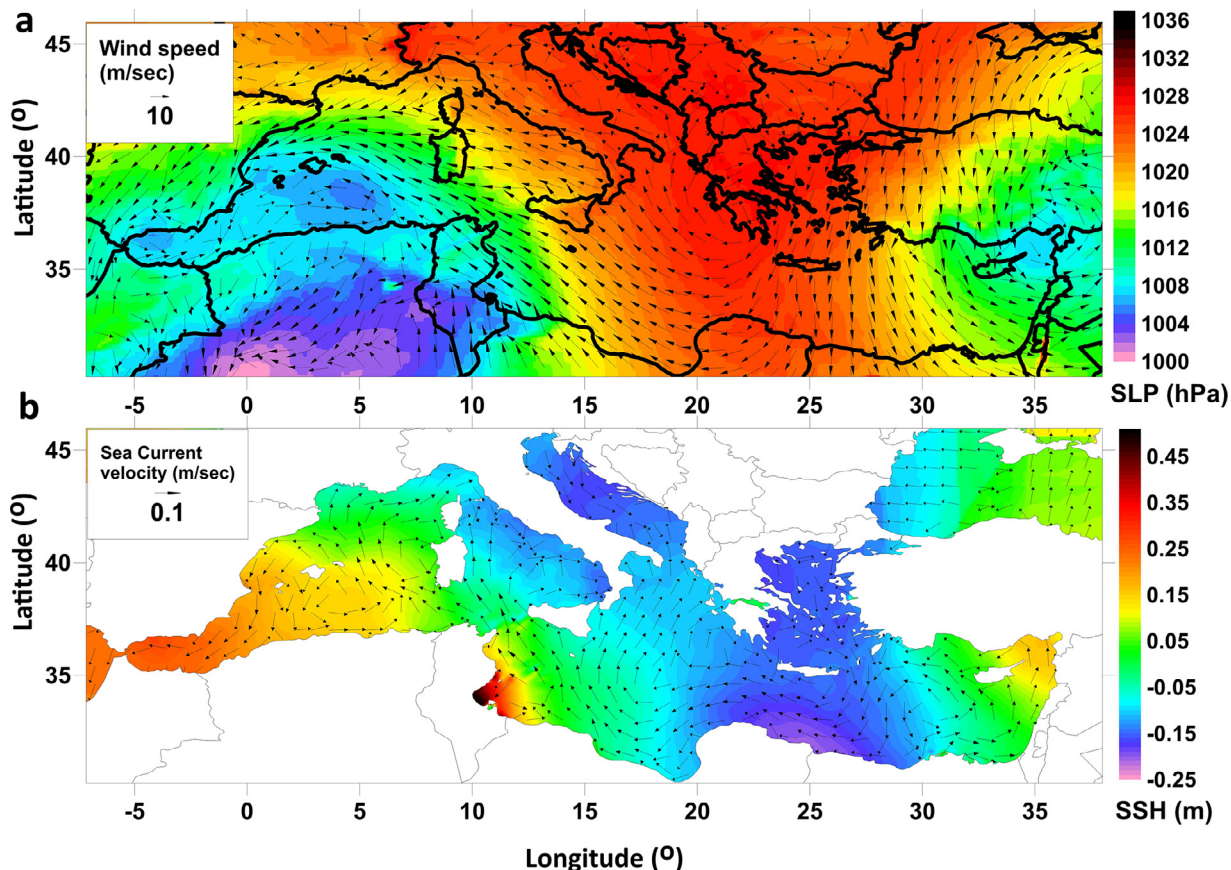 a
Wind speed
(m/sec)
10
Latitude (º)
45
40
35
1036
1032
1028
1024
1020
1016
1012
1008
1004
1000
SLP (hPa)
-5 0 5 10 15 20 25 30 35
b
Sea Current
velocity (m/sec)
0.1
Latitude (º)
45
40
35
0.45
0.35
0.25
0.15
0.05
-0.05
-0.15
-0.25
SSH (m)
-5 0 5 10 15 20 25 30 35
Longitude (º)